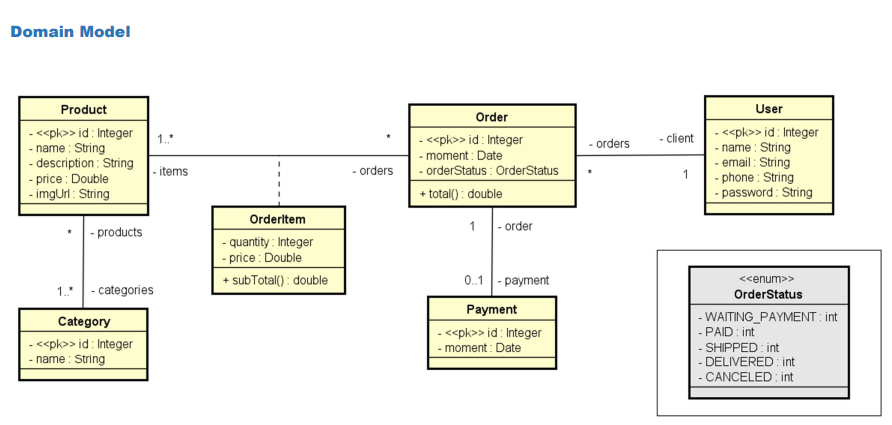 Domain Model
Product
- <<pk>> id : Integer
- name : String
- description : String
- price : Double
- imgUrl : String
1..*
- items
*
- orders
Order
- <<pk>> id : Integer
- moment : Date
- orderStatus : OrderStatus
+ total() : double
- orders
*
- client
1
User
- <<pk>> id : Integer
- name : String
- email : String
- phone : String
- password : String
OrderItem
- quantity : Integer
- price : Double
+ subTotal() : double
* - products
1..* - categories
Category
- <<pk>> id : Integer
- name : String
1 - order
0..1 - payment
Payment
- <<pk>> id : Integer
- moment : Date
<<enum>>
OrderStatus
- WAITING_PAYMENT : int
- PAID : int
- SHIPPED : int
- DELIVERED : int
- CANCELED : int